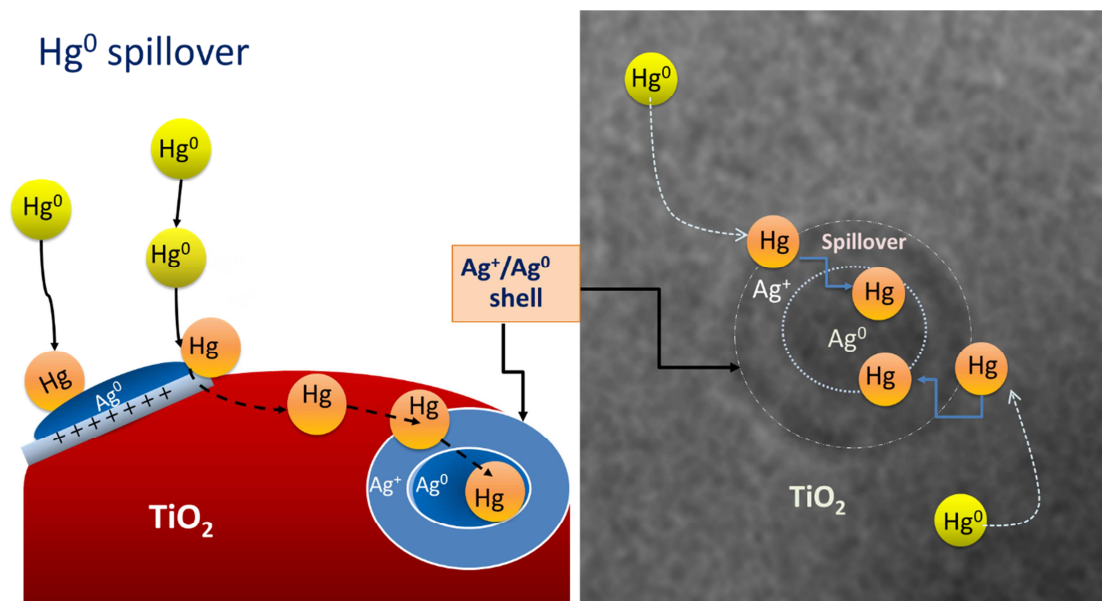 Hg⁰ spillover
Hg⁰
Hg⁰
Hg⁰
Hg
Hg
Ag⁰
+++++++
Hg
Hg
Hg
Ag⁺
Ag⁰
TiO₂
Ag⁺/Ag⁰
shell
Hg⁰
Hg
Spillover
Ag⁺
Hg
Ag⁰
Hg
Hg
TiO₂
Hg⁰